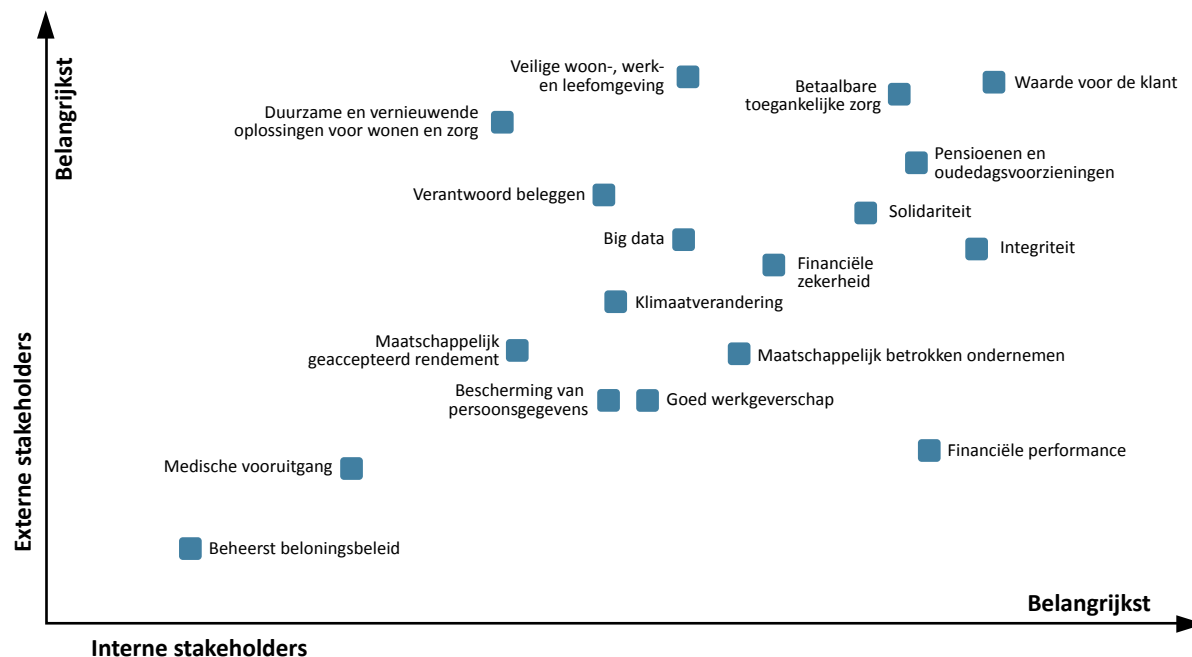 Belangrijkst
Externe stakeholders
Veilige woon-, werk-
en leefomgeving
Betaalbare
toegankelijke zorg
Waarde voor de klant
Duurzame en vernieuwende
oplossingen voor wonen en zorg
Pensioenen en
oudedagsvoorzieningen
Verantwoord beleggen
Solidariteit
Big data
Integriteit
Financiële
zekerheid
Klimaatverandering
Maatschappelijk
geaccepteerd rendement
Maatschappelijk betrokken ondernemen
Bescherming van
persoonsgegevens
Goed werkgeverschap
Financiële performance
Medische vooruitgang
Beheerst beloningsbeleid
Belangrijkst
Interne stakeholders